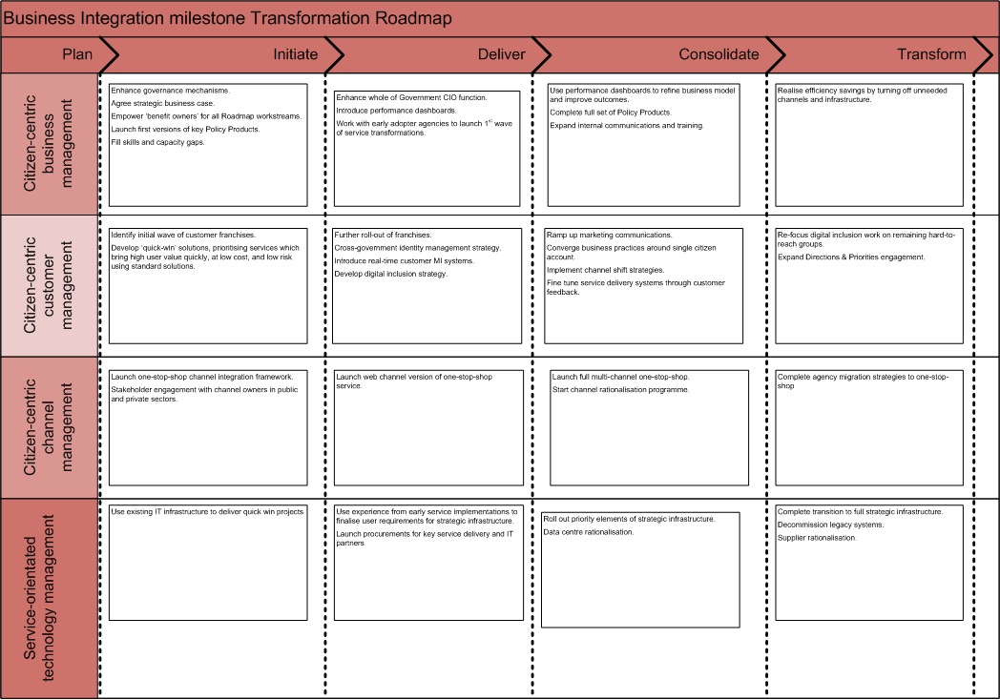 Business Integration milestone Transformation Roadmap
Plan
Initiate
Deliver
Consolidate
Transform
Citizen-centric
business
management
Enhance governance mechanisms.
Agree strategic business case.
Empower ‘benefit owners’ for all Roadmap workstreams.
Launch first versions of key Policy Products.
Fill skills and capacity gaps.
Enhance whole of Government CIO function.
Introduce performance dashboards.
Work with early adopter agencies to launch 1st wave
of service transformations.
Use performance dashboards to refine business model
and improve outcomes.
Complete full set of Policy Products.
Expand internal communications and training.
Realise efficiency savings by turning off unneeded
channels and infrastructure.
Citizen-centric
customer
management
Identify initial wave of customer franchises.
Develop ‘quick-win’ solutions, prioritising services which
bring high user value quickly, at low cost, and low risk
using standard solutions.
Further roll-out of franchises.
Cross-government identity management strategy.
Introduce real-time customer MI systems.
Develop digital inclusion strategy.
Ramp up marketing communications.
Converge business practices around single citizen
account.
Implement channel shift strategies.
Fine tune service delivery systems through customer
feedback.
Re-focus digital inclusion work on remaining hard-to-
reach groups.
Expand Directions & Priorities engagement.
Citizen-centric
channel
management
Launch one-stop-shop channel integration framework.
Stakeholder engagement with channel owners in public
and private sectors.
Launch web channel version of one-stop-shop
service.
Launch full multi-channel one-stop-shop.
Start channel rationalisation programme.
Complete agency migration strategies to one-stop-
shop
Service-orientated
technology management
Use existing IT infrastructure to deliver quick win projects
Use experience from early service implementations to
finalise user requirements for strategic infrastructure.
Launch procurements for key service delivery and IT
partners
Roll out priority elements of strategic infrastructure.
Data centre rationalisation.
Complete transition to full strategic infrastructure.
Decommission legacy systems.
Supplier rationalisation.